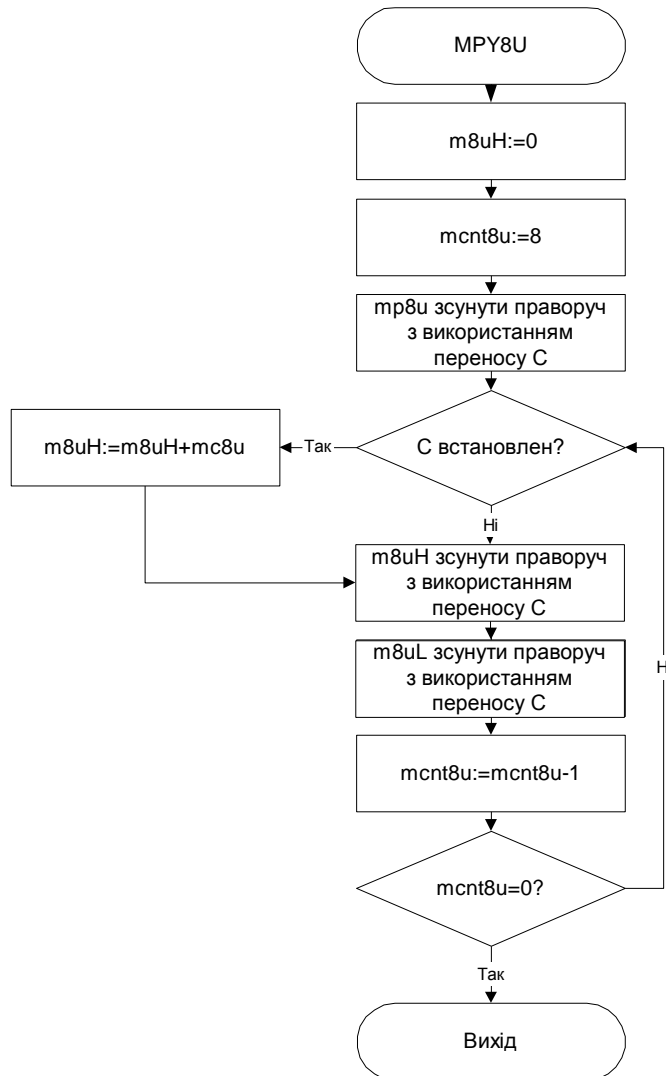 MPY8U
m8uH:=0
mcnt8u:=8
mp8u зсунути праворуч
з використанням
переносу С
С встановлен?
Так
m8uH:=m8uH+mc8u
Ні
m8uH зсунути праворуч
з використанням
переносу С
m8uL зсунути праворуч
з використанням
переносу С
mcnt8u:=mcnt8u-1
mcnt8u=0?
Так
Вихід